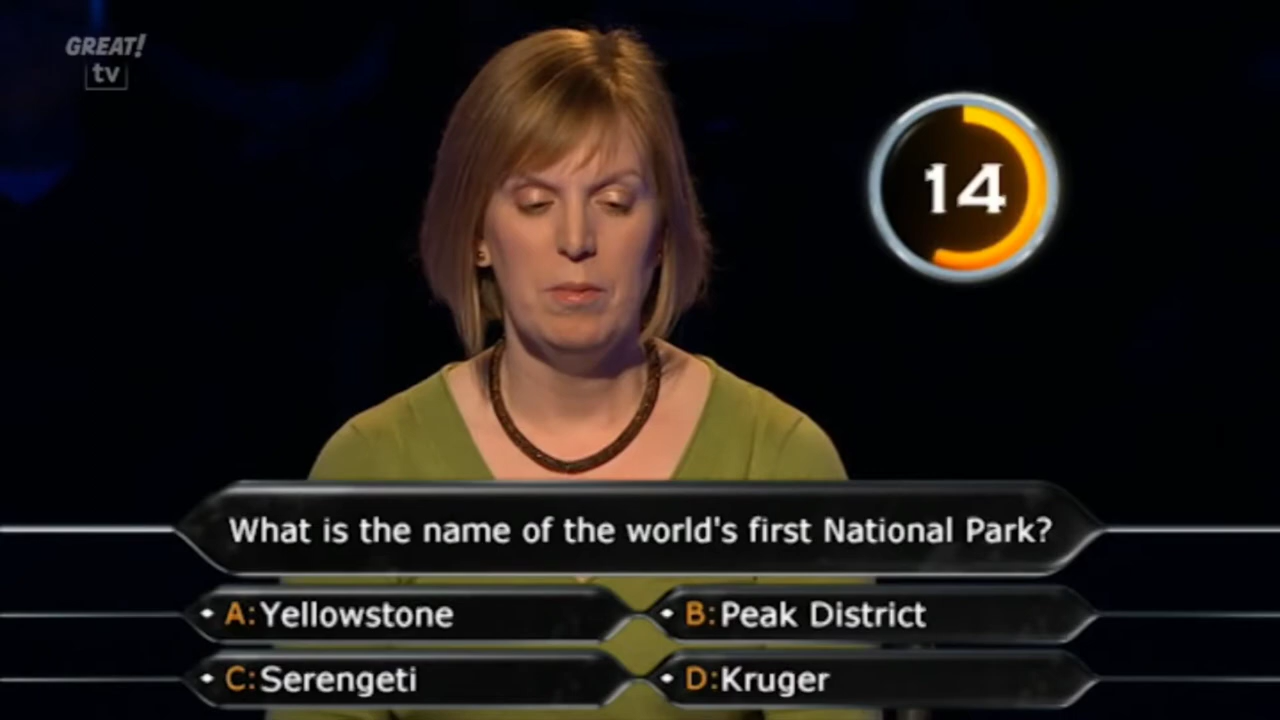 GREAT!
tv
14
What is the name of the world's first National Park?
A:Yellowstone
B:Peak District
C:Serengeti
D:Kruger